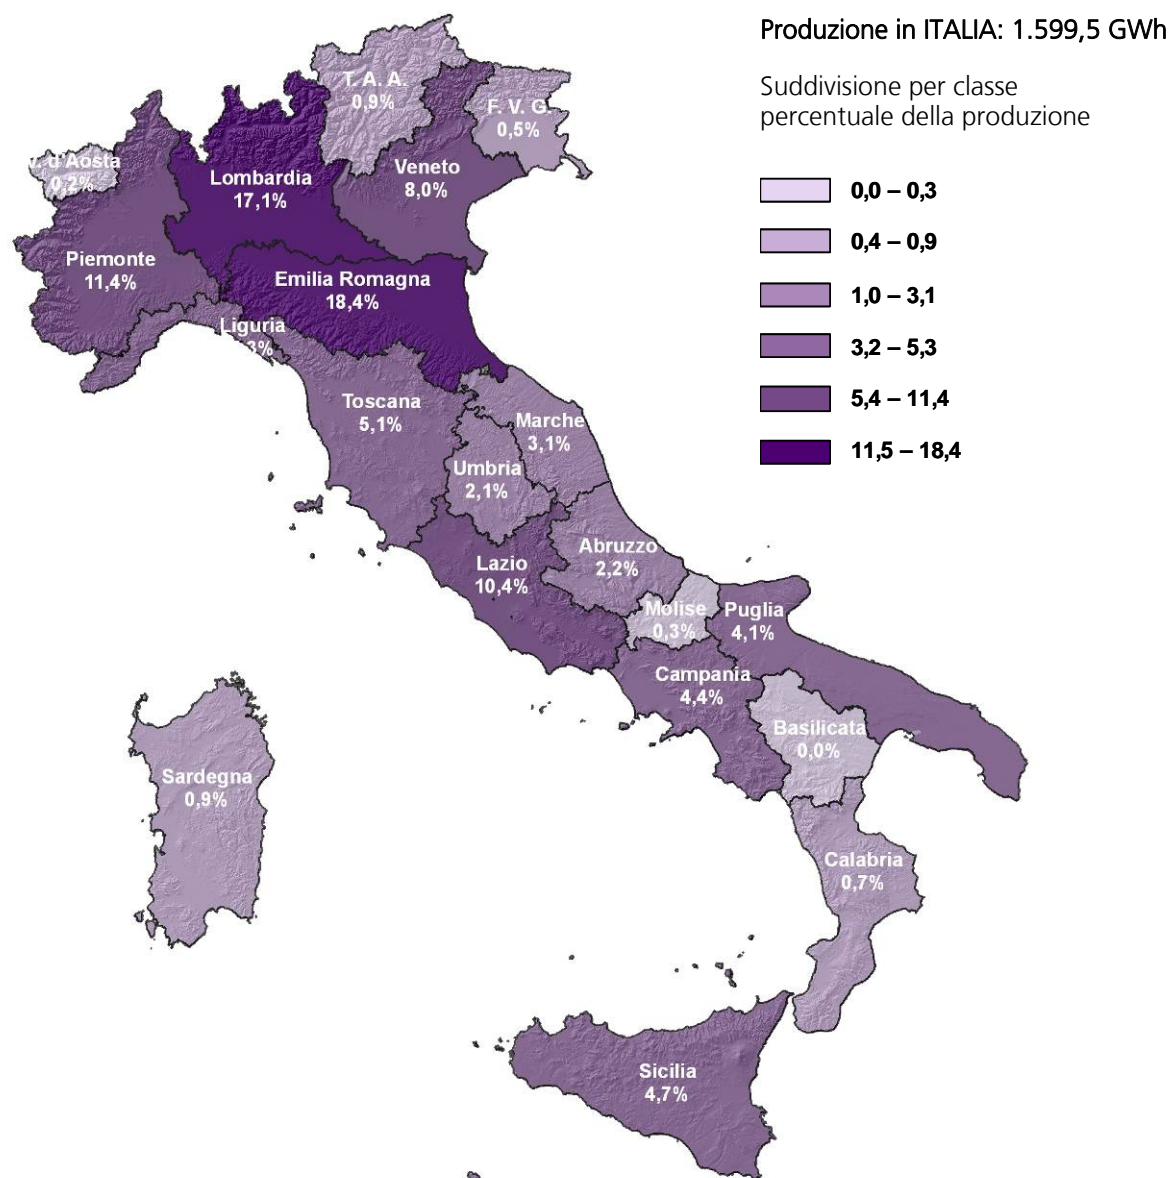 Produzione in ITALIA: 1.599,5 GWh
Suddivisione per classe
percentuale della produzione
0,0 – 0,3
0,4 – 0,9
1,0 – 3,1
3,2 – 5,3
5,4 – 11,4
11,5 – 18,4
T. A. A.
0,9%
F. V. G.
0,5%
V. d'Aosta
0,2%
Lombardia
17,1%
Veneto
8,0%
Piemonte
11,4%
Emilia Romagna
18,4%
Liguria
3%
Toscana
5,1%
Marche
3,1%
Umbria
2,1%
Lazio
10,4%
Abruzzo
2,2%
Molise
0,3%
Puglia
4,1%
Campania
4,4%
Basilicata
0,0%
Sardegna
0,9%
Calabria
0,7%
Sicilia
4,7%